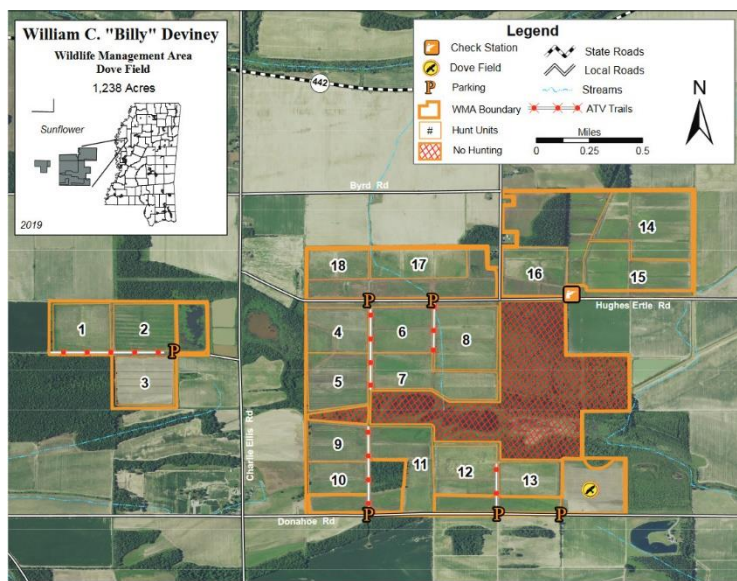 William C. "Billy" Deviney
Wildlife Management Area
Dove Field
1,238 Acres
Sunflower
2019
Legend
Check Station
Dove Field
P Parking
WMA Boundary
# Hunt Units
No Hunting
State Roads
Local Roads
Streams
ATV Trails
Miles
0 0.25 0.5
N
442
Byrd Rd
14
18
17
16
15
P
P
Hughes Ertle Rd
1
2
4
6
8
P
3
5
7
Charlie Ellis Rd
9
10
11
12
13
P
P
P
Donahoe Rd